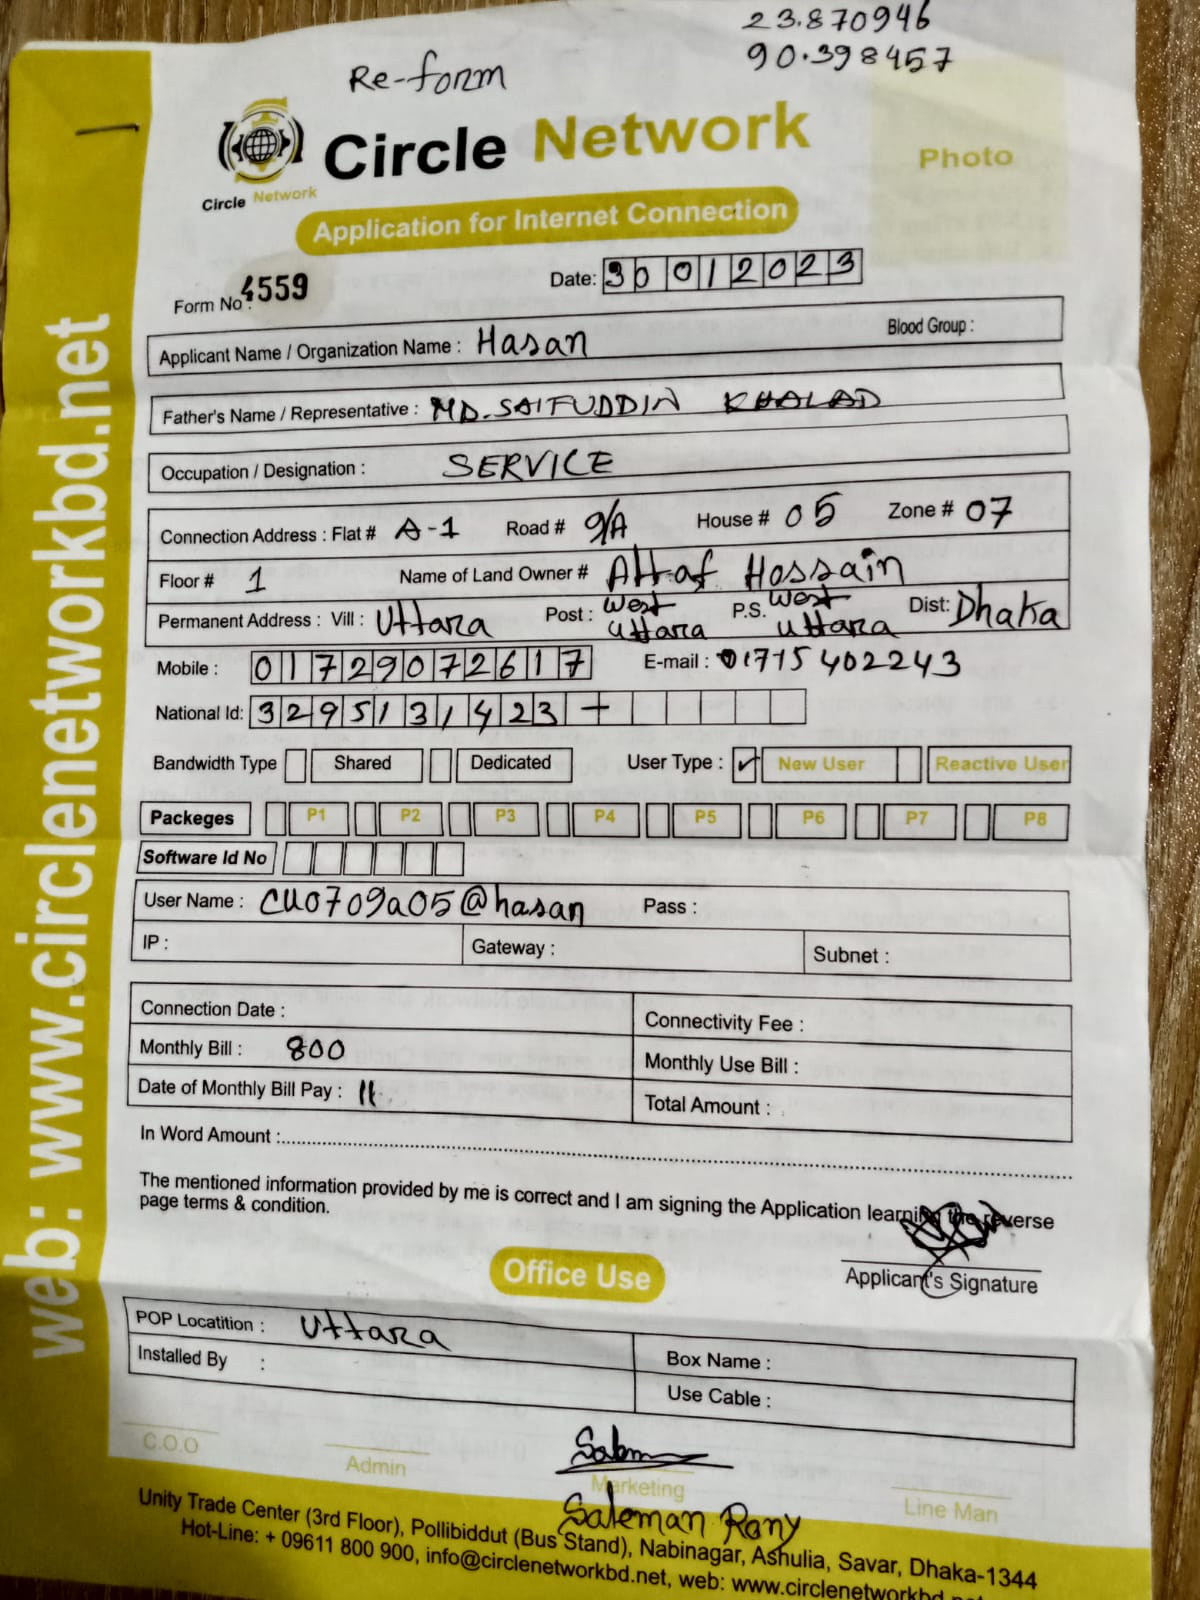 23.870946
90.398457
Re-form
Circle Network
Circle Network
Photo
Application for Internet Connection
Form No : 4559
Date: 30 01 2023
Applicant Name / Organization Name : Hasan Blood Group :
Father's Name / Representative : MD. SAIFUDDIN KHALAD
Occupation / Designation : SERVICE
Connection Address : Flat # A-1 Road # 9/A House # 05 Zone # 07
Floor # 1 Name of Land Owner # Altaf Hossain
Permanent Address : Vill : Uttara Post : West Uttara P.S. West Uttara Dist: Dhaka
Mobile : 01729072617 E-mail : 01715402243
National Id: 3295131423
Bandwidth Type Shared Dedicated User Type : ✓ New User Reactive User
Packeges P1 P2 P3 P4 P5 P6 P7 P8
Software Id No
User Name : cu0709a05@hasan Pass :
IP : Gateway : Subnet :
Connection Date : Connectivity Fee :
Monthly Bill : 800 Monthly Use Bill :
Date of Monthly Bill Pay : 11 Total Amount :
In Word Amount :
The mentioned information provided by me is correct and I am signing the Application learning the reverse
page terms & condition.
Applicant's Signature
Office Use
POP Locatition : Uttara
Installed By : Box Name :
Use Cable :
C.O.O Admin Marketing Line Man
Saleman Rany
Unity Trade Center (3rd Floor), Pollibiddut (Bus Stand), Nabinagar, Ashulia, Savar, Dhaka-1344
Hot-Line: + 09611 800 900, info@circlenetworkbd.net, web: www.circlenetworkbd.net
web: www.circlenetworkbd.net